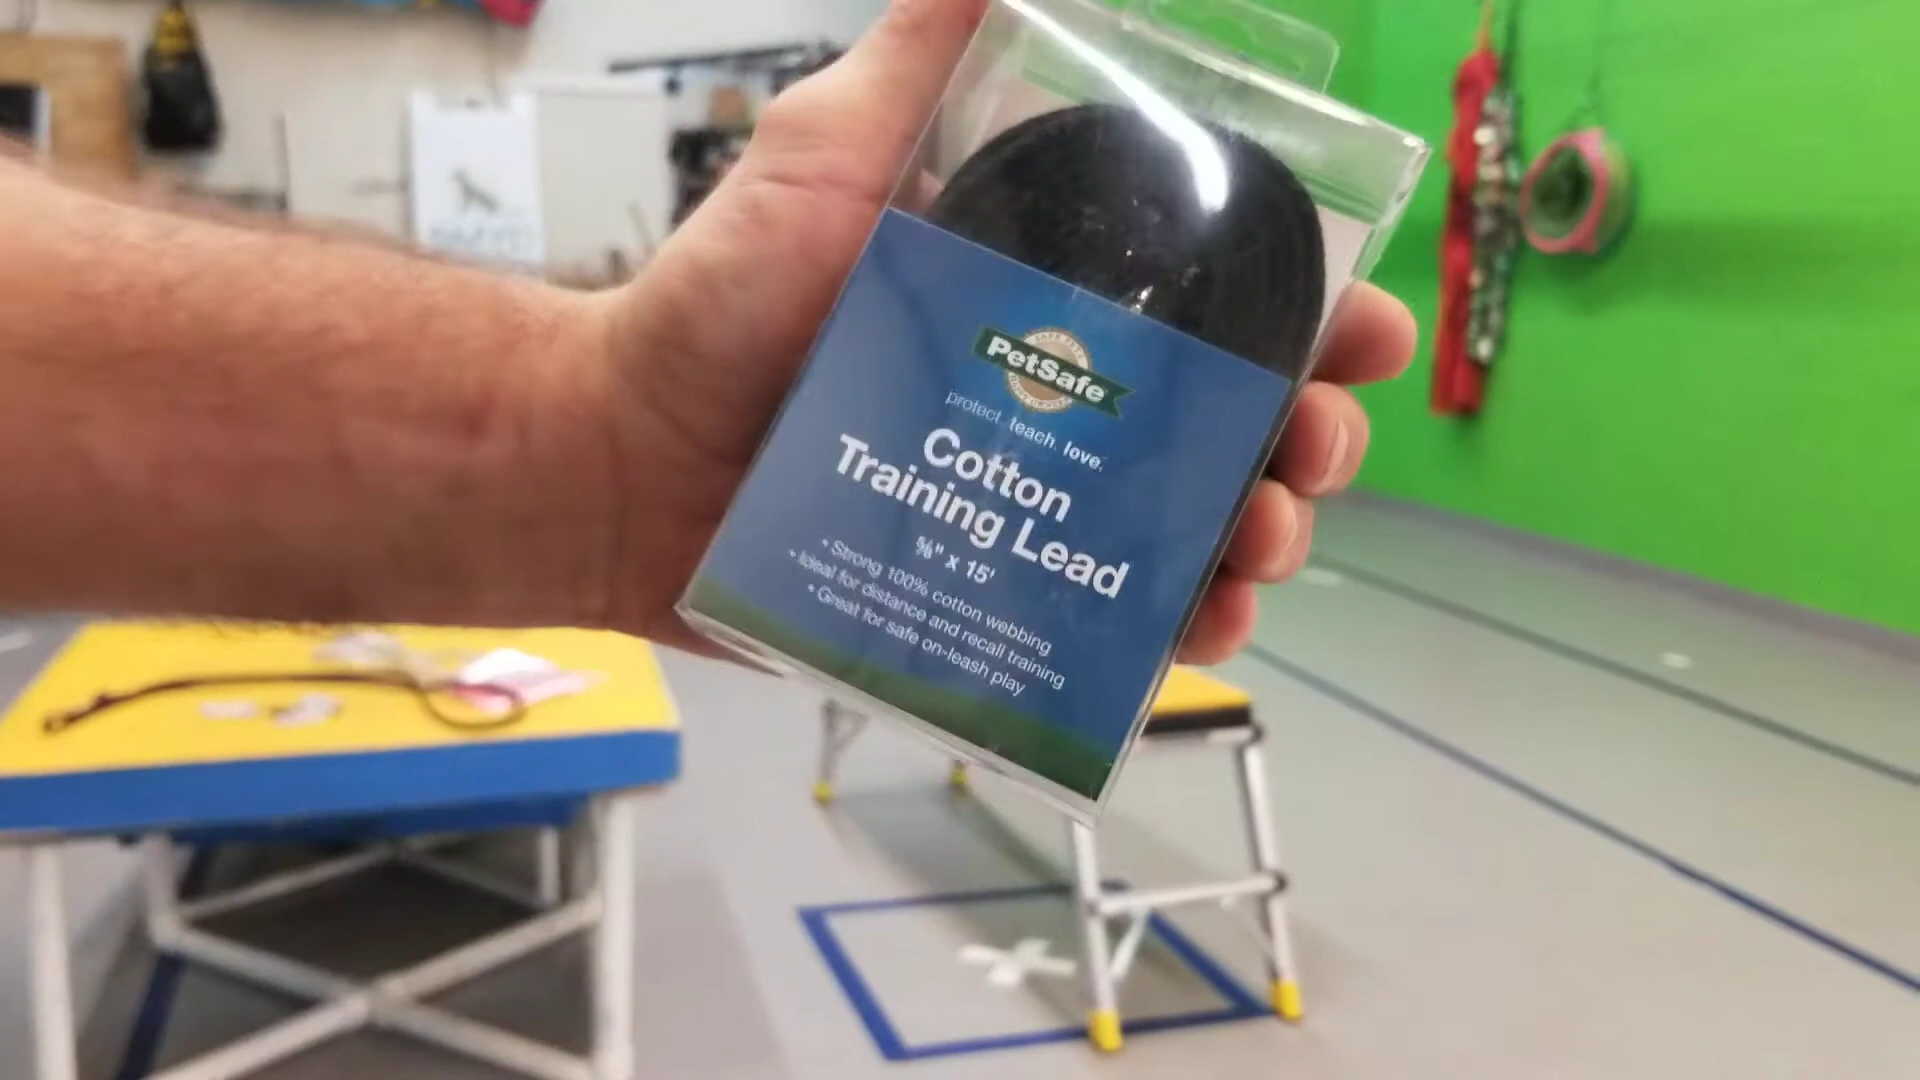 PetSafe
protect. teach. love.
Cotton
Training Lead
⅝" x 15'
• Strong 100% cotton webbing
• Ideal for distance and recall training
• Great for safe on-leash play